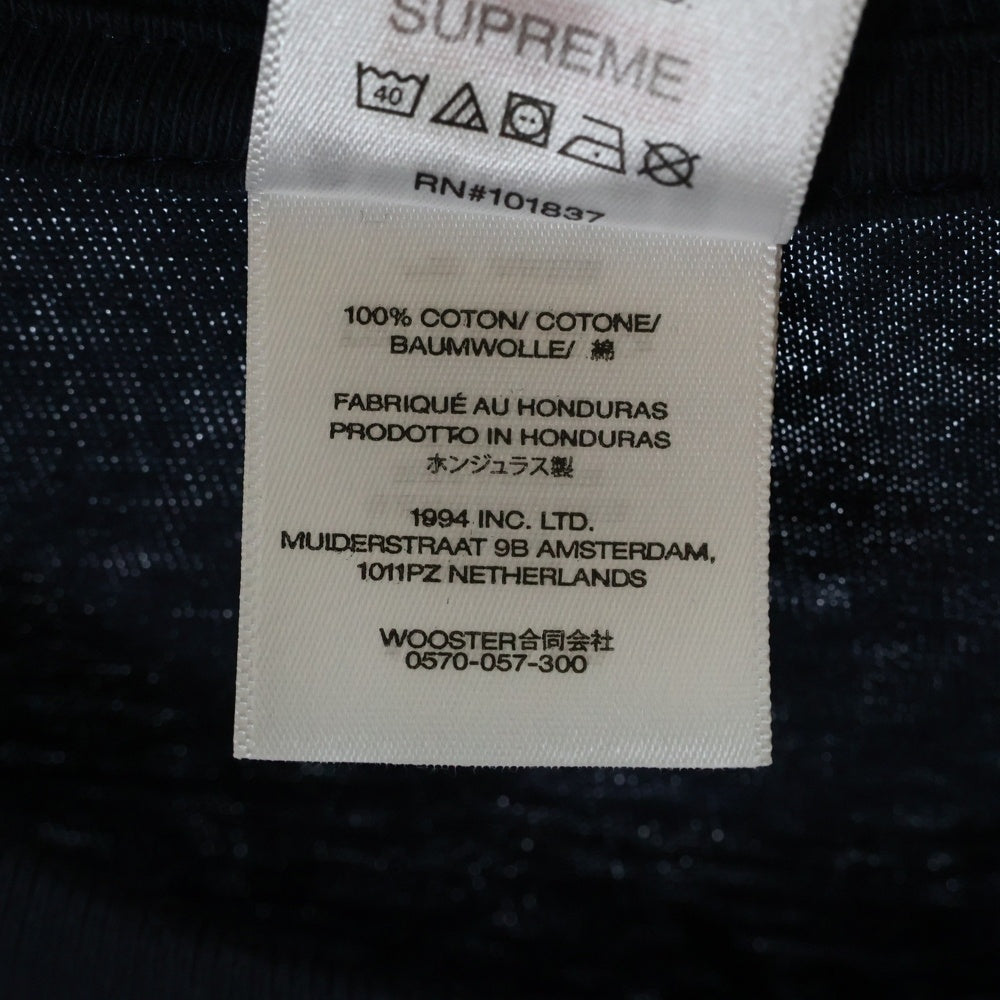 SUPREME
40
RN#101837
100% COTON/ COTONE/
BAUMWOLLE/ 綿
FABRIQUÉ AU HONDURAS
PRODOTTO IN HONDURAS
ホンジュラス製
1994 INC. LTD.
MUIDERSTRAAT 9B AMSTERDAM,
1011PZ NETHERLANDS
WOOSTER合同会社
0570-057-300